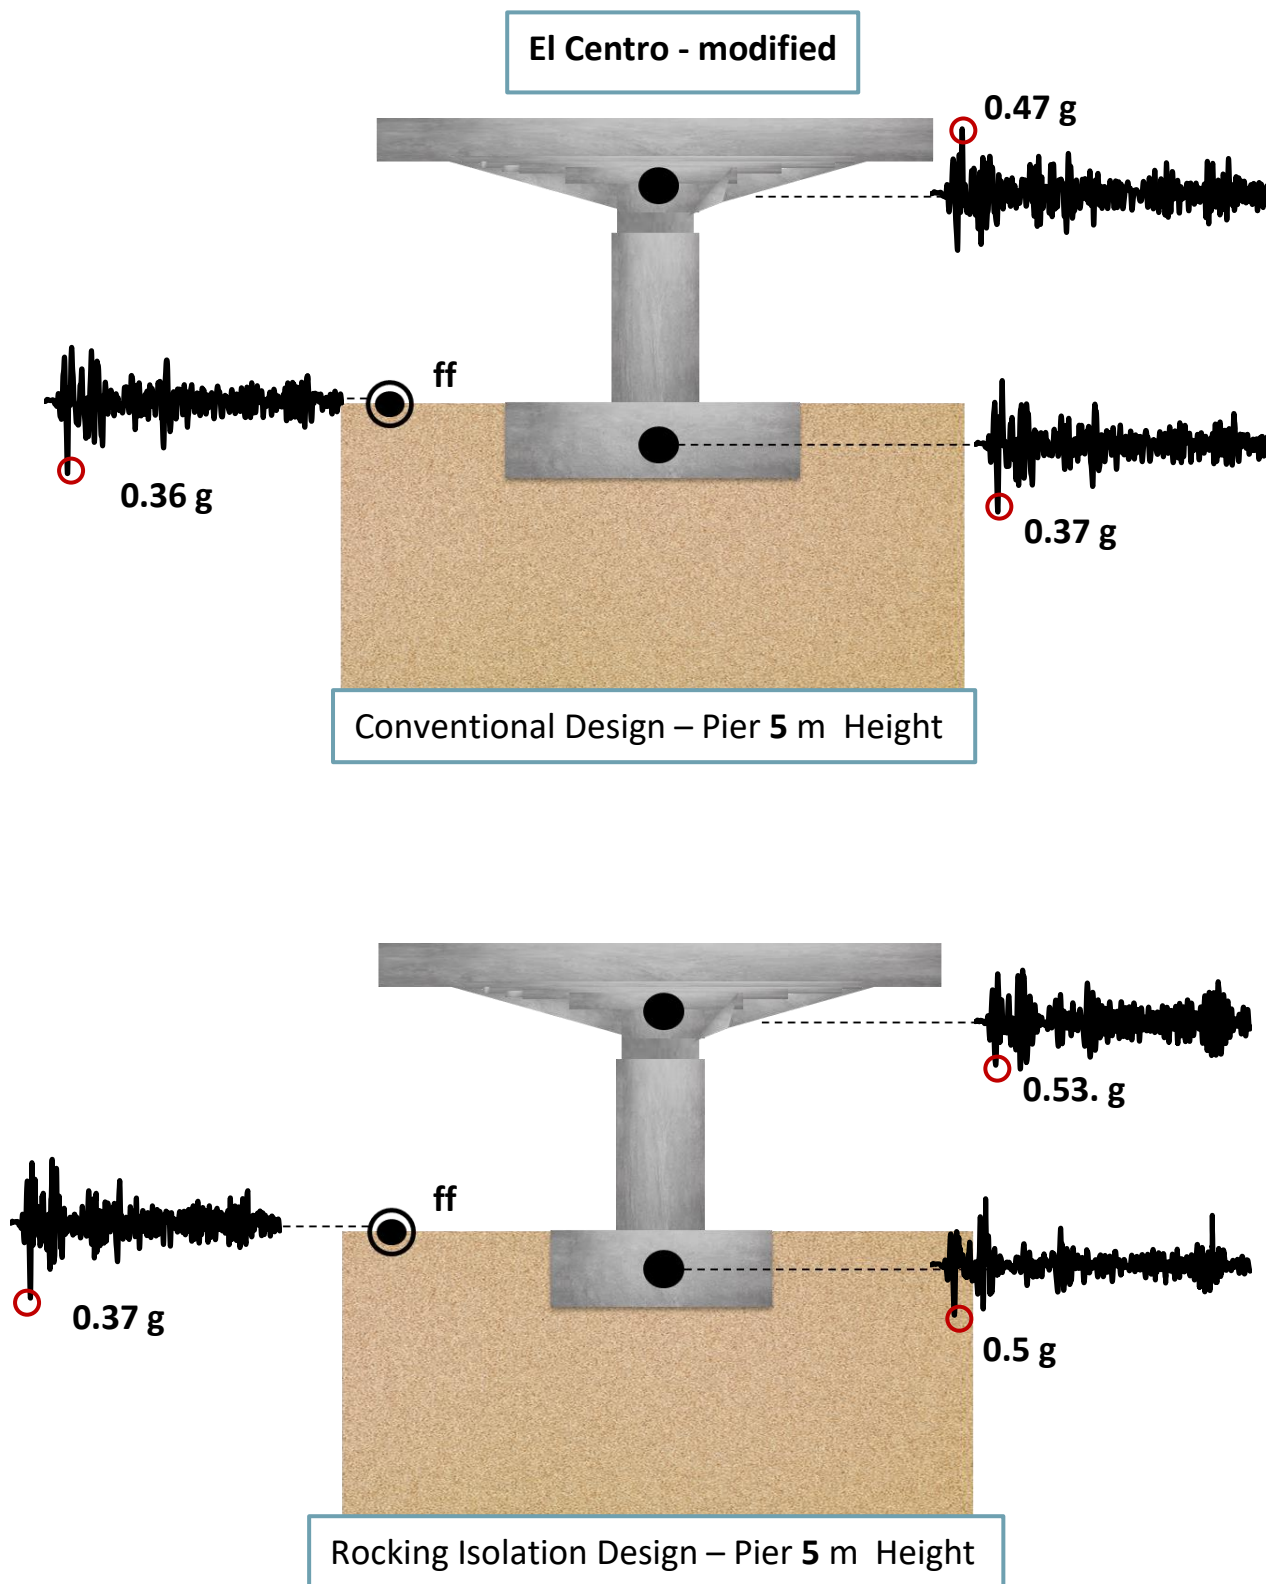 El Centro - modified
0.47 g
ff
0.36 g
0.37 g
Conventional Design – Pier 5 m Height
0.53. g
ff
0.37 g
0.5 g
Rocking Isolation Design – Pier 5 m Height